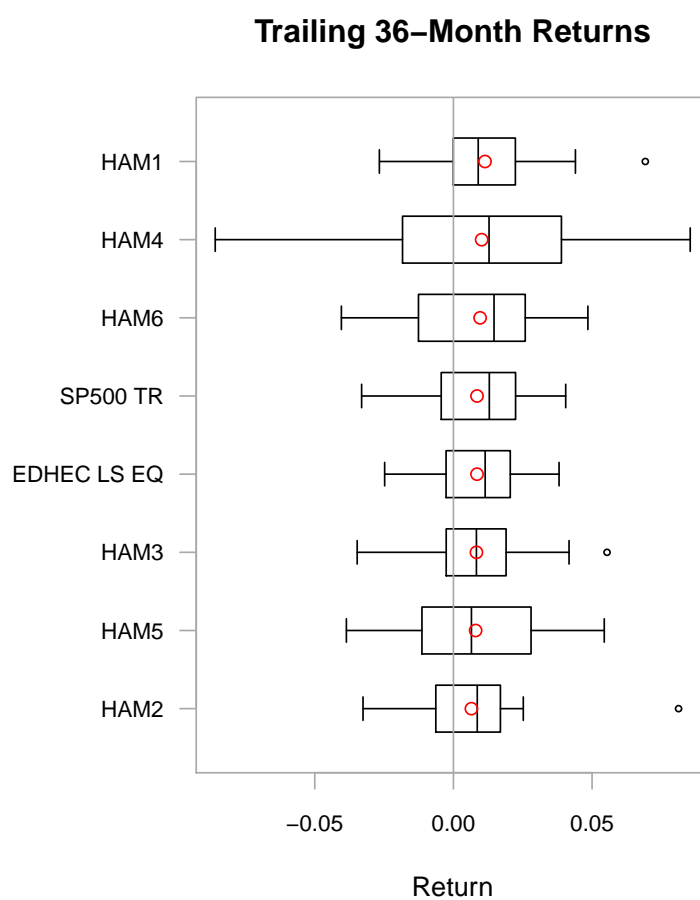 Trailing 36–Month Returns
HAM1
HAM4
HAM6
SP500 TR
EDHEC LS EQ
HAM3
HAM5
HAM2
−0.05 0.00 0.05
Return